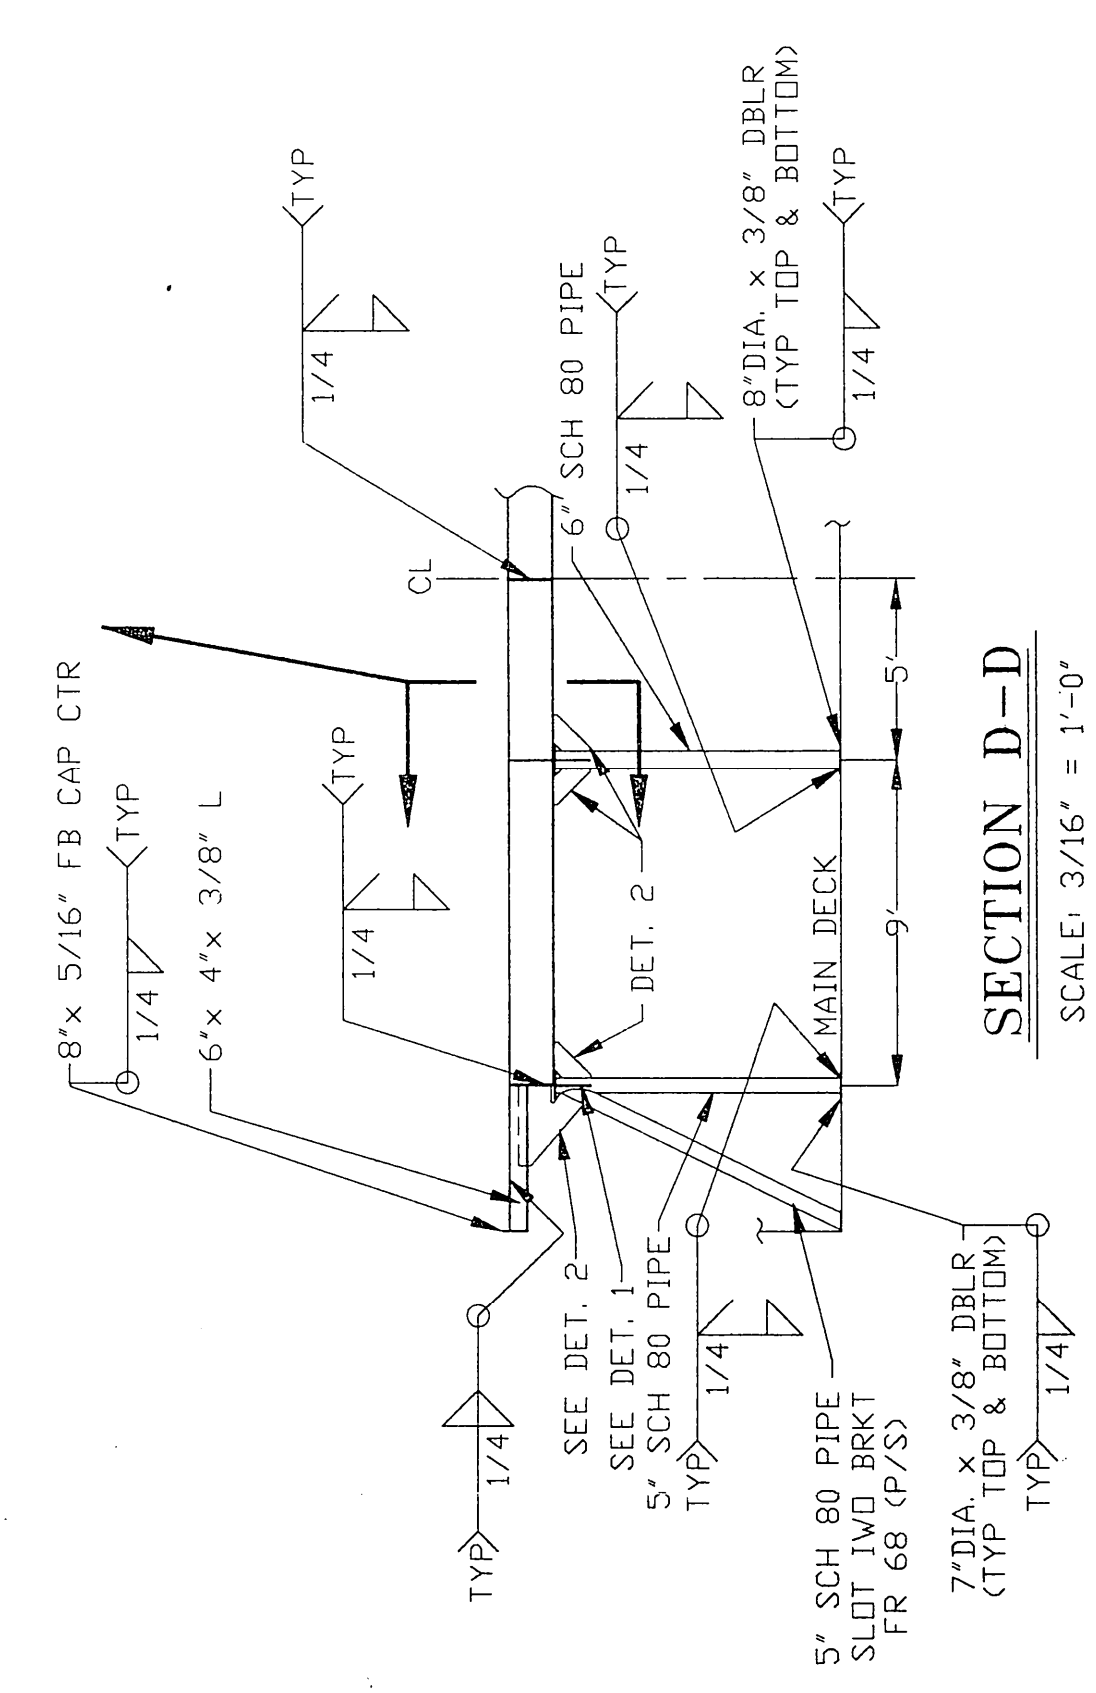 8"x 5/16" FB CAP CTR
1/4
TYP
6"x 4"x 3/8" L
1/4
TYP
CL
1/4
TYP
TYP
1/4
SEE DET. 2
SEE DET. 1
5" SCH 80 PIPE
TYP
1/4
DET. 2
6" SCH 80 PIPE
1/4
TYP
8"DIA. x 3/8" DBLR
(TYP TOP & BOTTOM)
1/4
TYP
5" SCH 80 PIPE
SLOT IWO BRKT
FR 68 (P/S)
MAIN DECK
9'
5'
7"DIA. x 3/8" DBLR
(TYP TOP & BOTTOM)
TYP
1/4
SECTION D-D
SCALE: 3/16" = 1'-0"